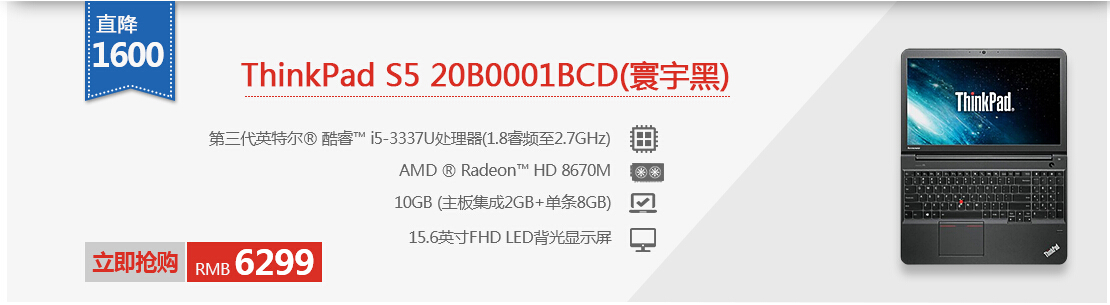 直降
1600
ThinkPad S5 20B0001BCD(寰宇黑)
第三代英特尔® 酷睿™ i5-3337U处理器(1.8睿频至2.7GHz)
AMD ® Radeon™ HD 8670M
10GB (主板集成2GB+单条8GB)
15.6英寸FHD LED背光显示屏
立即抢购 RMB 6299
ThinkPad.
ThinkPad